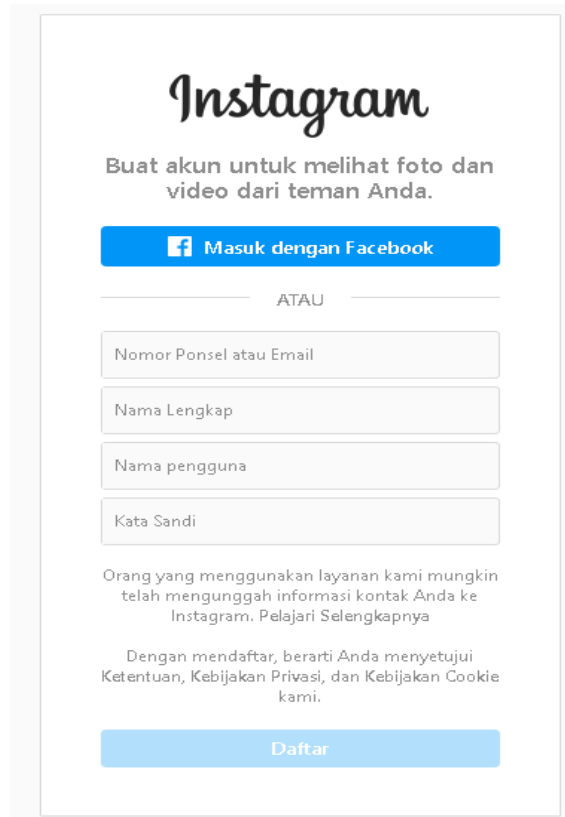 Instagram
Buat akun untuk melihat foto dan
video dari teman Anda.
Masuk dengan Facebook
ATAU
Nomor Ponsel atau Email
Nama Lengkap
Nama pengguna
Kata Sandi
Orang yang menggunakan layanan kami mungkin
telah mengunggah informasi kontak Anda ke
Instagram. Pelajari Selengkapnya
Dengan mendaftar, berarti Anda menyetujui
Ketentuan, Kebijakan Privasi, dan Kebijakan Cookie
kami.
Daftar